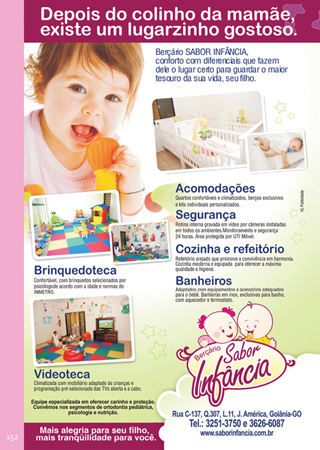 Depois do colinho da mamãe,
existe um lugarzinho gostoso.
Berçário SABOR INFÂNCIA,
conforto com diferenciais que fazem
dele o lugar certo para guardar o maior
tesouro da sua vida, seu filho.
Acomodações
Quartos confortáveis e climatizados, berços exclusivos
e kits individuais personalizados.
Segurança
Rotina interna gravada em vídeo por câmeras instaladas
em todos os ambientes. Monitoramento e segurança
24 horas. Área protegida por UTI Móvel.
Cozinha e refeitório
Refeitório arejado que promove a convivência em harmonia.
Cozinha moderna e equipada para oferecer a máxima
qualidade e higiene.
Banheiros
Adaptados com equipamentos e acessórios adequados
para o bebê. Banheiras em inox, exclusivas para banho,
com aquecedor e termostato.
Brinquedoteca
Confortável, com brinquedos selecionados por
psicólogo de acordo com a idade e normas do
INMETRO.
Videoteca
Climatizada com mobiliário adaptado às crianças e
programação pré-selecionada das TVs aberta e a cabo.
Equipe especializada em oferecer carinho e proteção.
Convênios nos segmentos de ortodontia pediátrica,
psicologia e nutrição.
Mais alegria para seu filho,
mais tranquilidade para você.
Berçário
Sabor
Infância
Rua C-137, Q.307, L.11, J. América, Goiânia-GO
Tel.: 3251-3750 e 3626-6087
www.saborinfancia.com.br
152